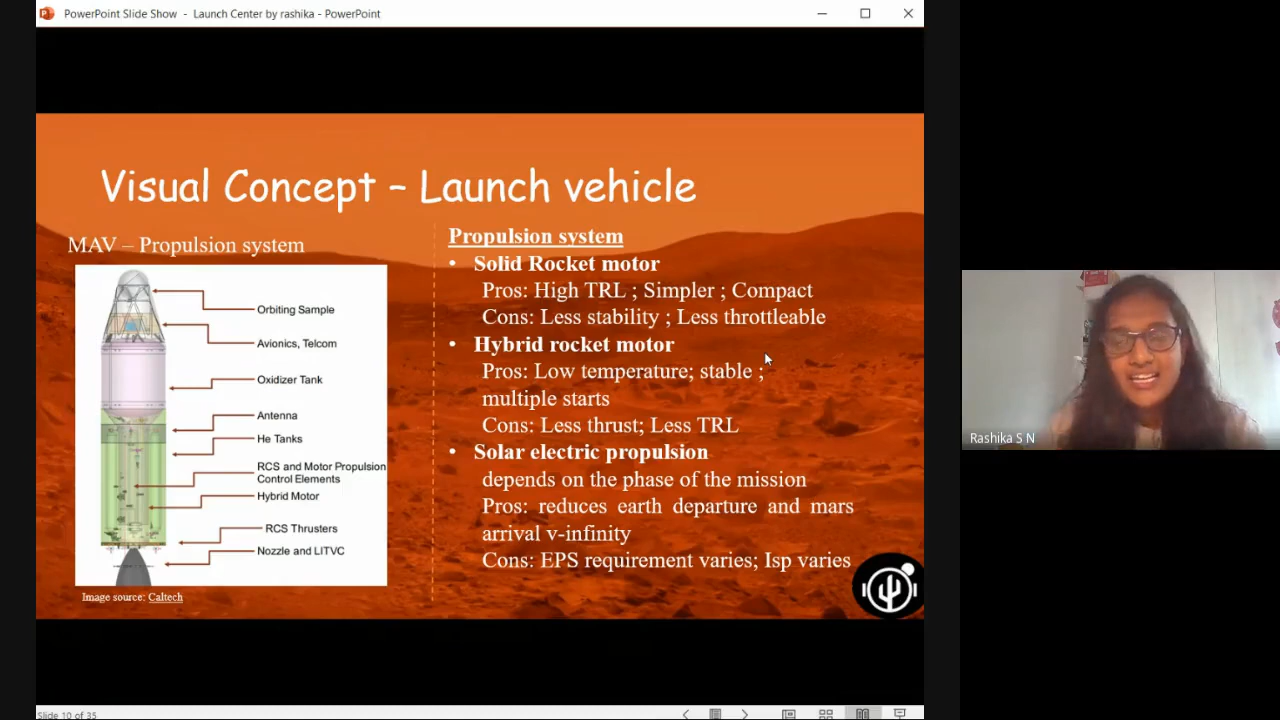 PowerPoint Slide Show - Launch Center by rashika - PowerPoint
Visual Concept – Launch vehicle
MAV – Propulsion system
Orbiting Sample
Avionics, Telcom
Oxidizer Tank
Antenna
He Tanks
RCS and Motor Propulsion
Control Elements
Hybrid Motor
RCS Thrusters
Nozzle and LITVC
Image source: Caltech
Propulsion system
• Solid Rocket motor
Pros: High TRL ; Simpler ; Compact
Cons: Less stability ; Less throttleable
• Hybrid rocket motor
Pros: Low temperature; stable ;
multiple starts
Cons: Less thrust; Less TRL
• Solar electric propulsion
depends on the phase of the mission
Pros: reduces earth departure and mars
arrival v-infinity
Cons: EPS requirement varies; Isp varies
Rashika S N
Slide 10 of 35